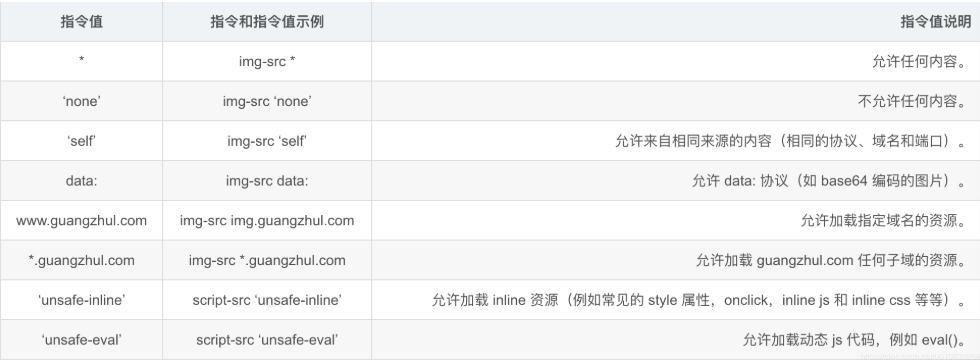 指令值 指令和指令值示例 指令值说明
* img-src * 允许任何内容。
‘none’ img-src ‘none’ 不允许任何内容。
‘self’ img-src ‘self’ 允许来自相同来源的内容（相同的协议、域名和端口）。
data: img-src data: 允许 data: 协议（如 base64 编码的图片）。
www.guangzhul.com img-src img.guangzhul.com 允许加载指定域名的资源。
*.guangzhul.com img-src *.guangzhul.com 允许加载 guangzhul.com 任何子域的资源。
‘unsafe-inline’ script-src ‘unsafe-inline’ 允许加载 inline 资源（例如常见的 style 属性，onclick，inline js 和 inline css 等等）。
‘unsafe-eval’ script-src ‘unsafe-eval’ 允许加载动态 js 代码，例如 eval()。